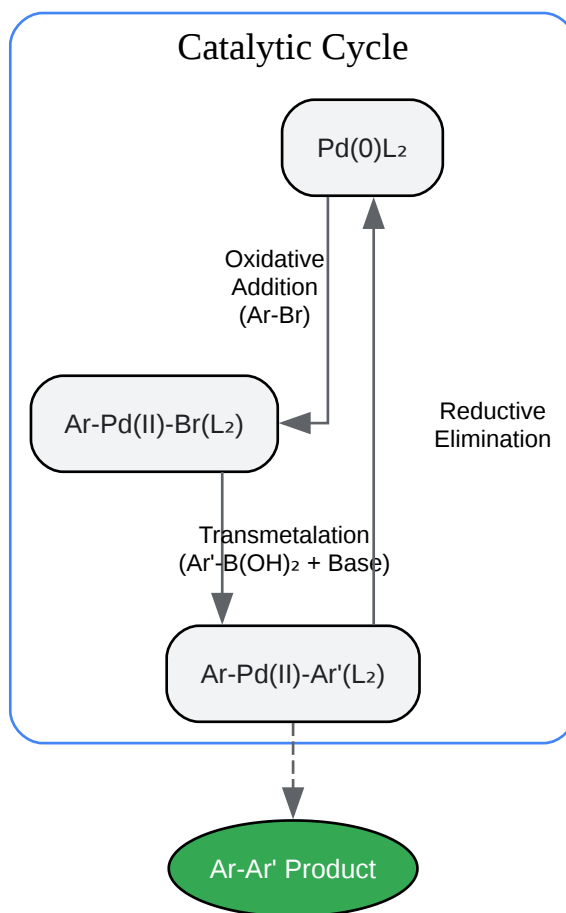 Catalytic Cycle
Pd(0)L₂
Oxidative
Addition
(Ar-Br)
Ar-Pd(II)-Br(L₂)
Reductive
Elimination
Transmetalation
(Ar'-B(OH)₂ + Base)
Ar-Pd(II)-Ar'(L₂)
Ar-Ar' Product